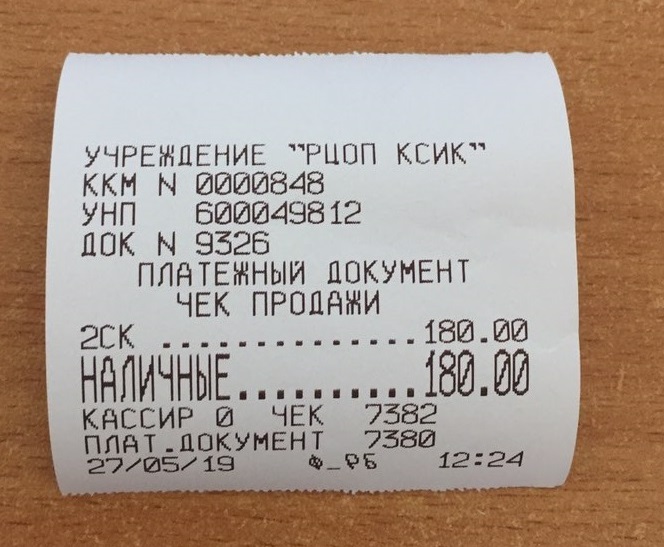 УЧРЕЖДЕНИЕ "РЦОП КСИК"
ККМ N 0000848
УНП 600049812
ДОК N 9326
ПЛАТЕЖНЫЙ ДОКУМЕНТ
ЧЕК ПРОДАЖИ
2СК ..............180.00
НАЛИЧНЫЕ..........180.00
КАССИР 0 ЧЕК 7382
ПЛАТ.ДОКУМЕНТ 7380
27/05/19 Ф_РБ 12:24